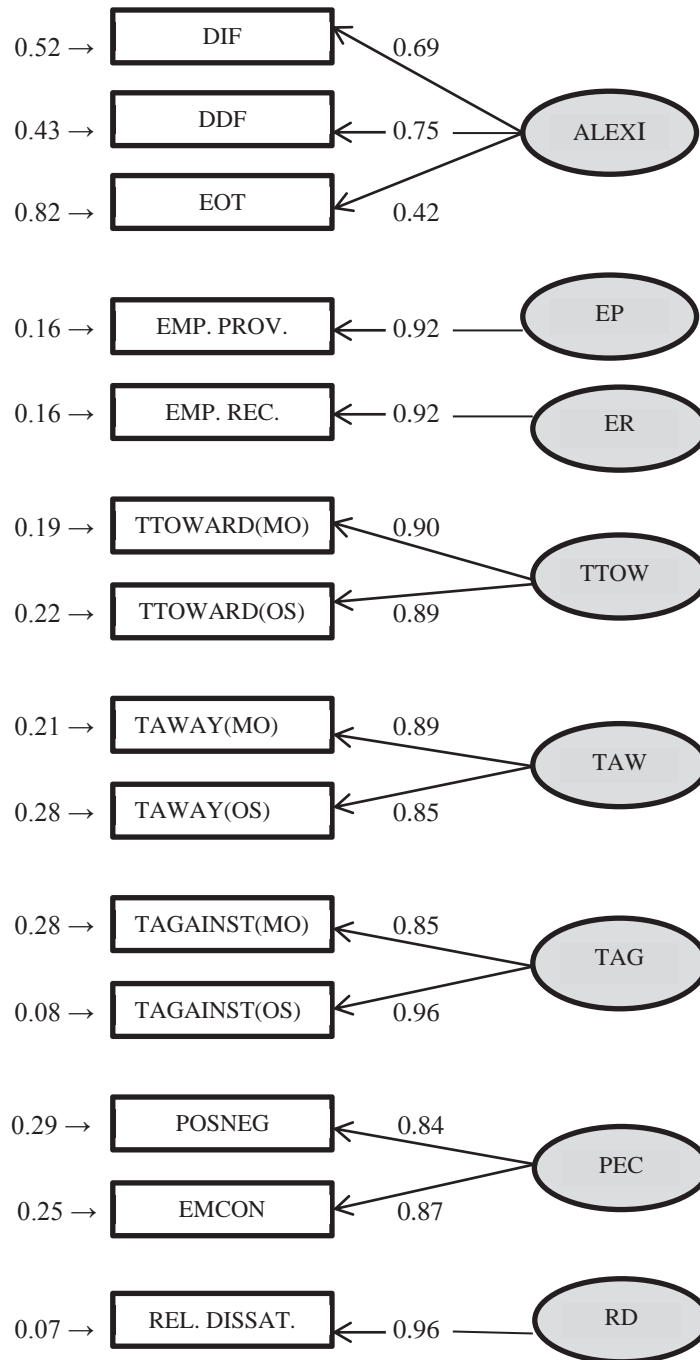 DIF
0.52 →
0.69
DDF
0.43 →
0.75
ALEXI
EOT
0.82 →
0.42
EP
EMP. PROV.
0.16 →
0.92
EMP. REC.
0.16 →
0.92
ER
TTOWARD(MO)
0.19 →
0.90
TTOW
TTOWARD(OS)
0.22 →
0.89
TAWAY(MO)
0.21 →
0.89
TAW
TAWAY(OS)
0.28 →
0.85
TAGAINST(MO)
0.28 →
0.85
TAG
TAGAINST(OS)
0.08 →
0.96
POSNEG
0.29 →
0.84
PEC
EMCON
0.25 →
0.87
RD
REL. DISSAT.
0.07 →
0.96